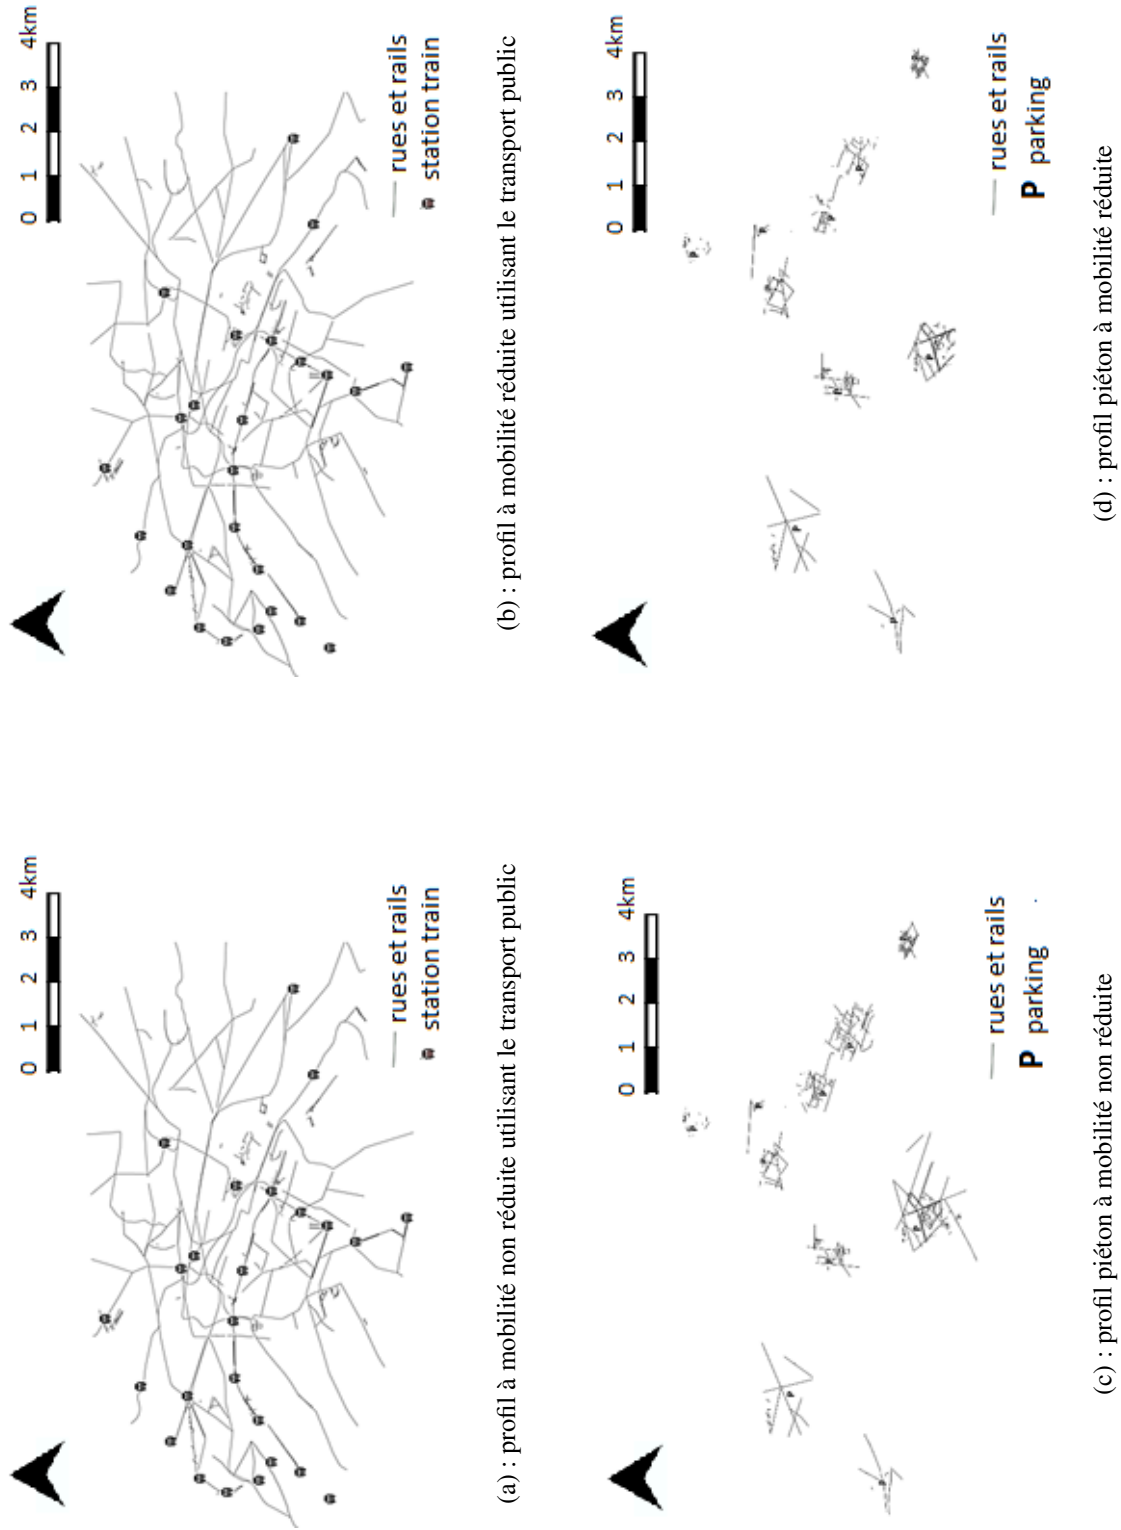 0 1 2 3 4km
rues et rails
station train
(a) : profil à mobilité non réduite utilisant le transport public
0 1 2 3 4km
rues et rails
station train
(b) : profil à mobilité réduite utilisant le transport public
0 1 2 3 4km
rues et rails
P parking
(c) : profil piéton à mobilité non réduite
0 1 2 3 4km
rues et rails
P parking
(d) : profil piéton à mobilité réduite